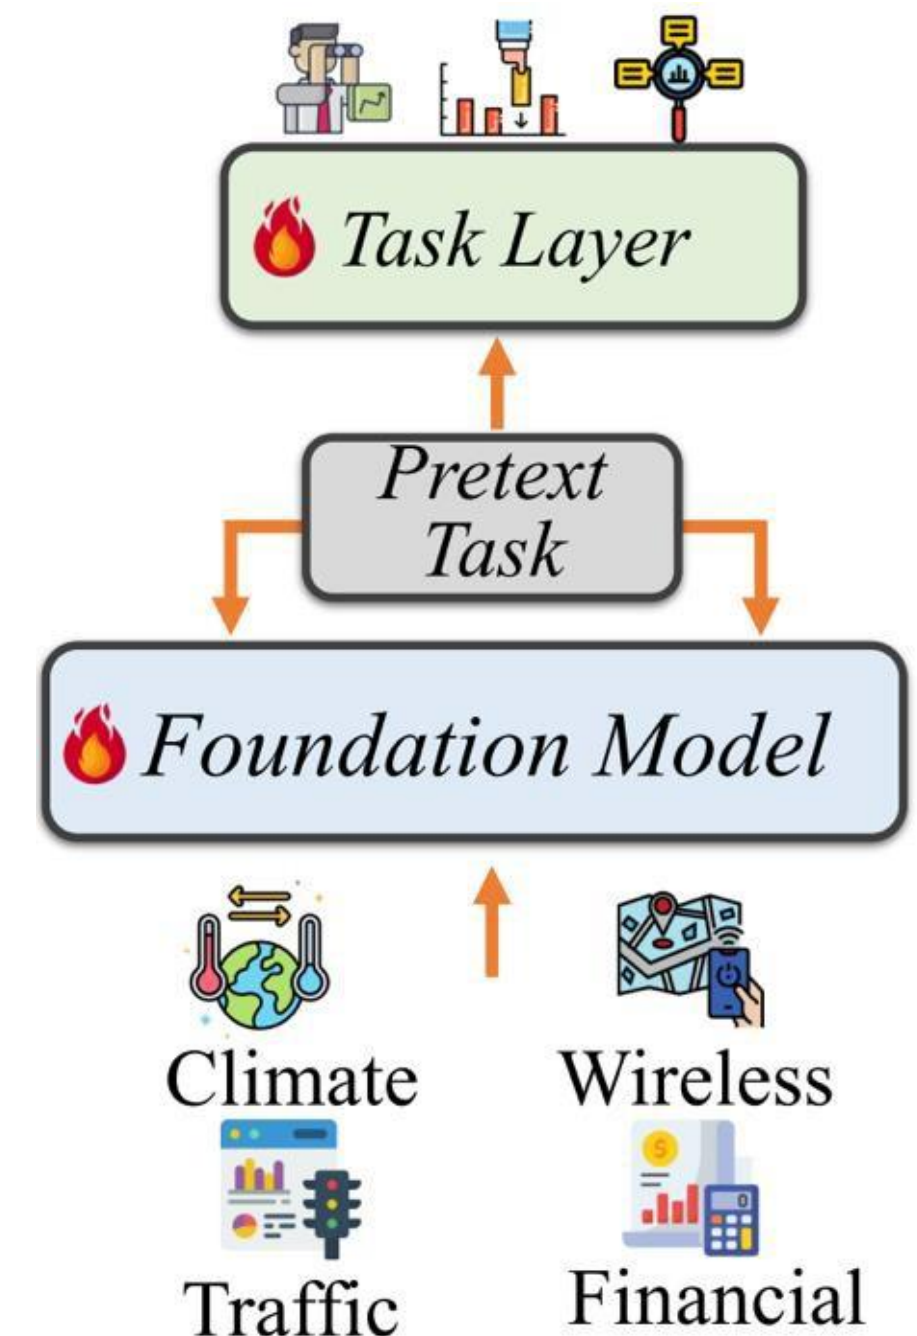 Task Layer
Pretext
Task
Foundation Model
Climate
Wireless
Traffic
Financial